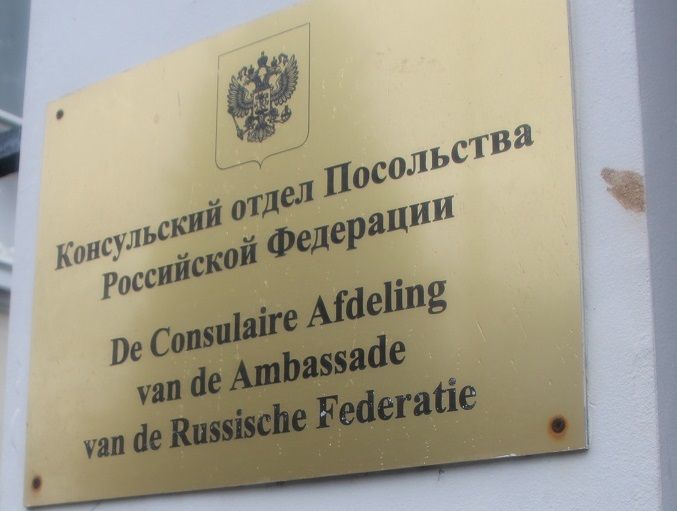 Консульский отдел Посольства
Российской Федерации
De Consulaire Afdeling
van de Ambassade
van de Russische Federatie